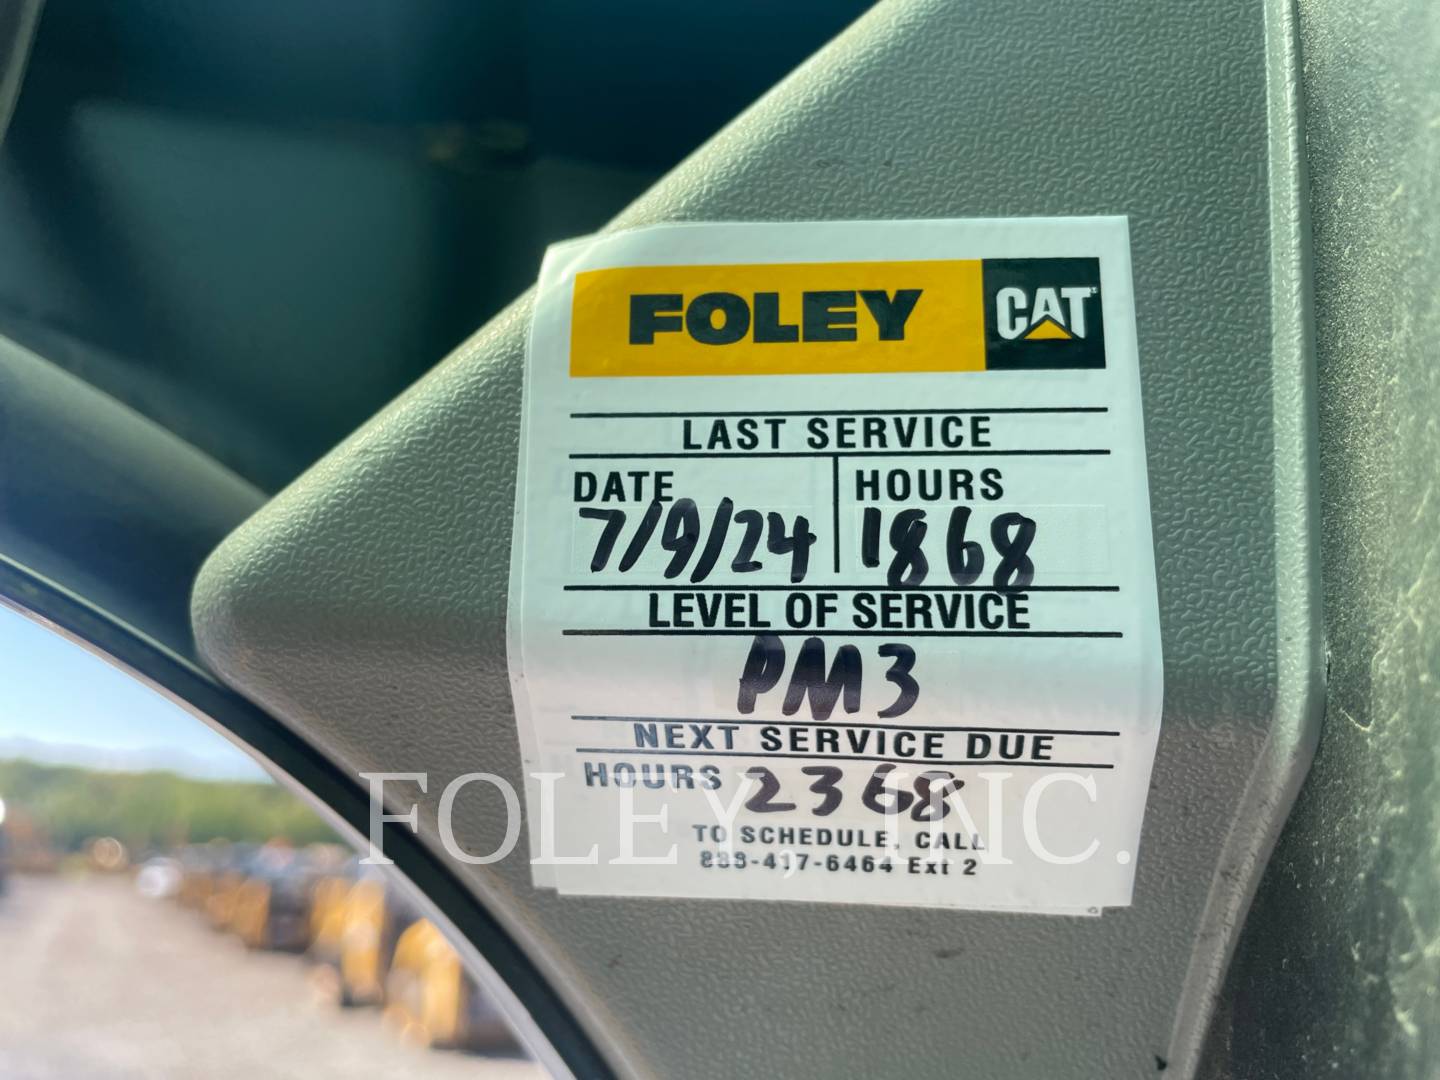 FOLEY CAT
LAST SERVICE
DATE HOURS
7/9/24 1868
LEVEL OF SERVICE
PM3
NEXT SERVICE DUE
HOURS 2368
FOLEY, INC.
TO SCHEDULE, CALL
888-417-6464 Ext 2